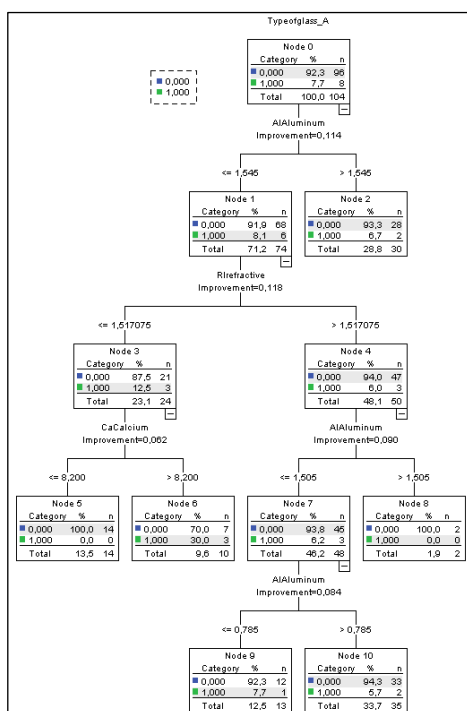 Typeofglass_A
0,000
1,000
Node 0
Category % n
0,000 92,3 96
1,000 7,7 8
Total 100,0 104
AlAluminum
Improvement=0,114
<= 1,545
> 1,545
Node 1
Category % n
0,000 91,9 68
1,000 8,1 6
Total 71,2 74
Node 2
Category % n
0,000 93,3 28
1,000 6,7 2
Total 28,8 30
RIrefractive
Improvement=0,118
<= 1,517075
> 1,517075
Node 3
Category % n
0,000 87,5 21
1,000 12,5 3
Total 23,1 24
Node 4
Category % n
0,000 94,0 47
1,000 6,0 3
Total 48,1 50
CaCalcium
Improvement=0,062
AlAluminum
Improvement=0,090
<= 8,200
> 8,200
<= 1,505
> 1,505
Node 5
Category % n
0,000 100,0 14
1,000 0,0 0
Total 13,5 14
Node 6
Category % n
0,000 70,0 7
1,000 30,0 3
Total 9,6 10
Node 7
Category % n
0,000 93,8 45
1,000 6,2 3
Total 46,2 48
Node 8
Category % n
0,000 100,0 2
1,000 0,0 0
Total 1,9 2
AlAluminum
Improvement=0,084
<= 0,785
> 0,785
Node 9
Category % n
0,000 92,3 12
1,000 7,7 1
Total 12,5 13
Node 10
Category % n
0,000 94,3 33
1,000 5,7 2
Total 33,7 35